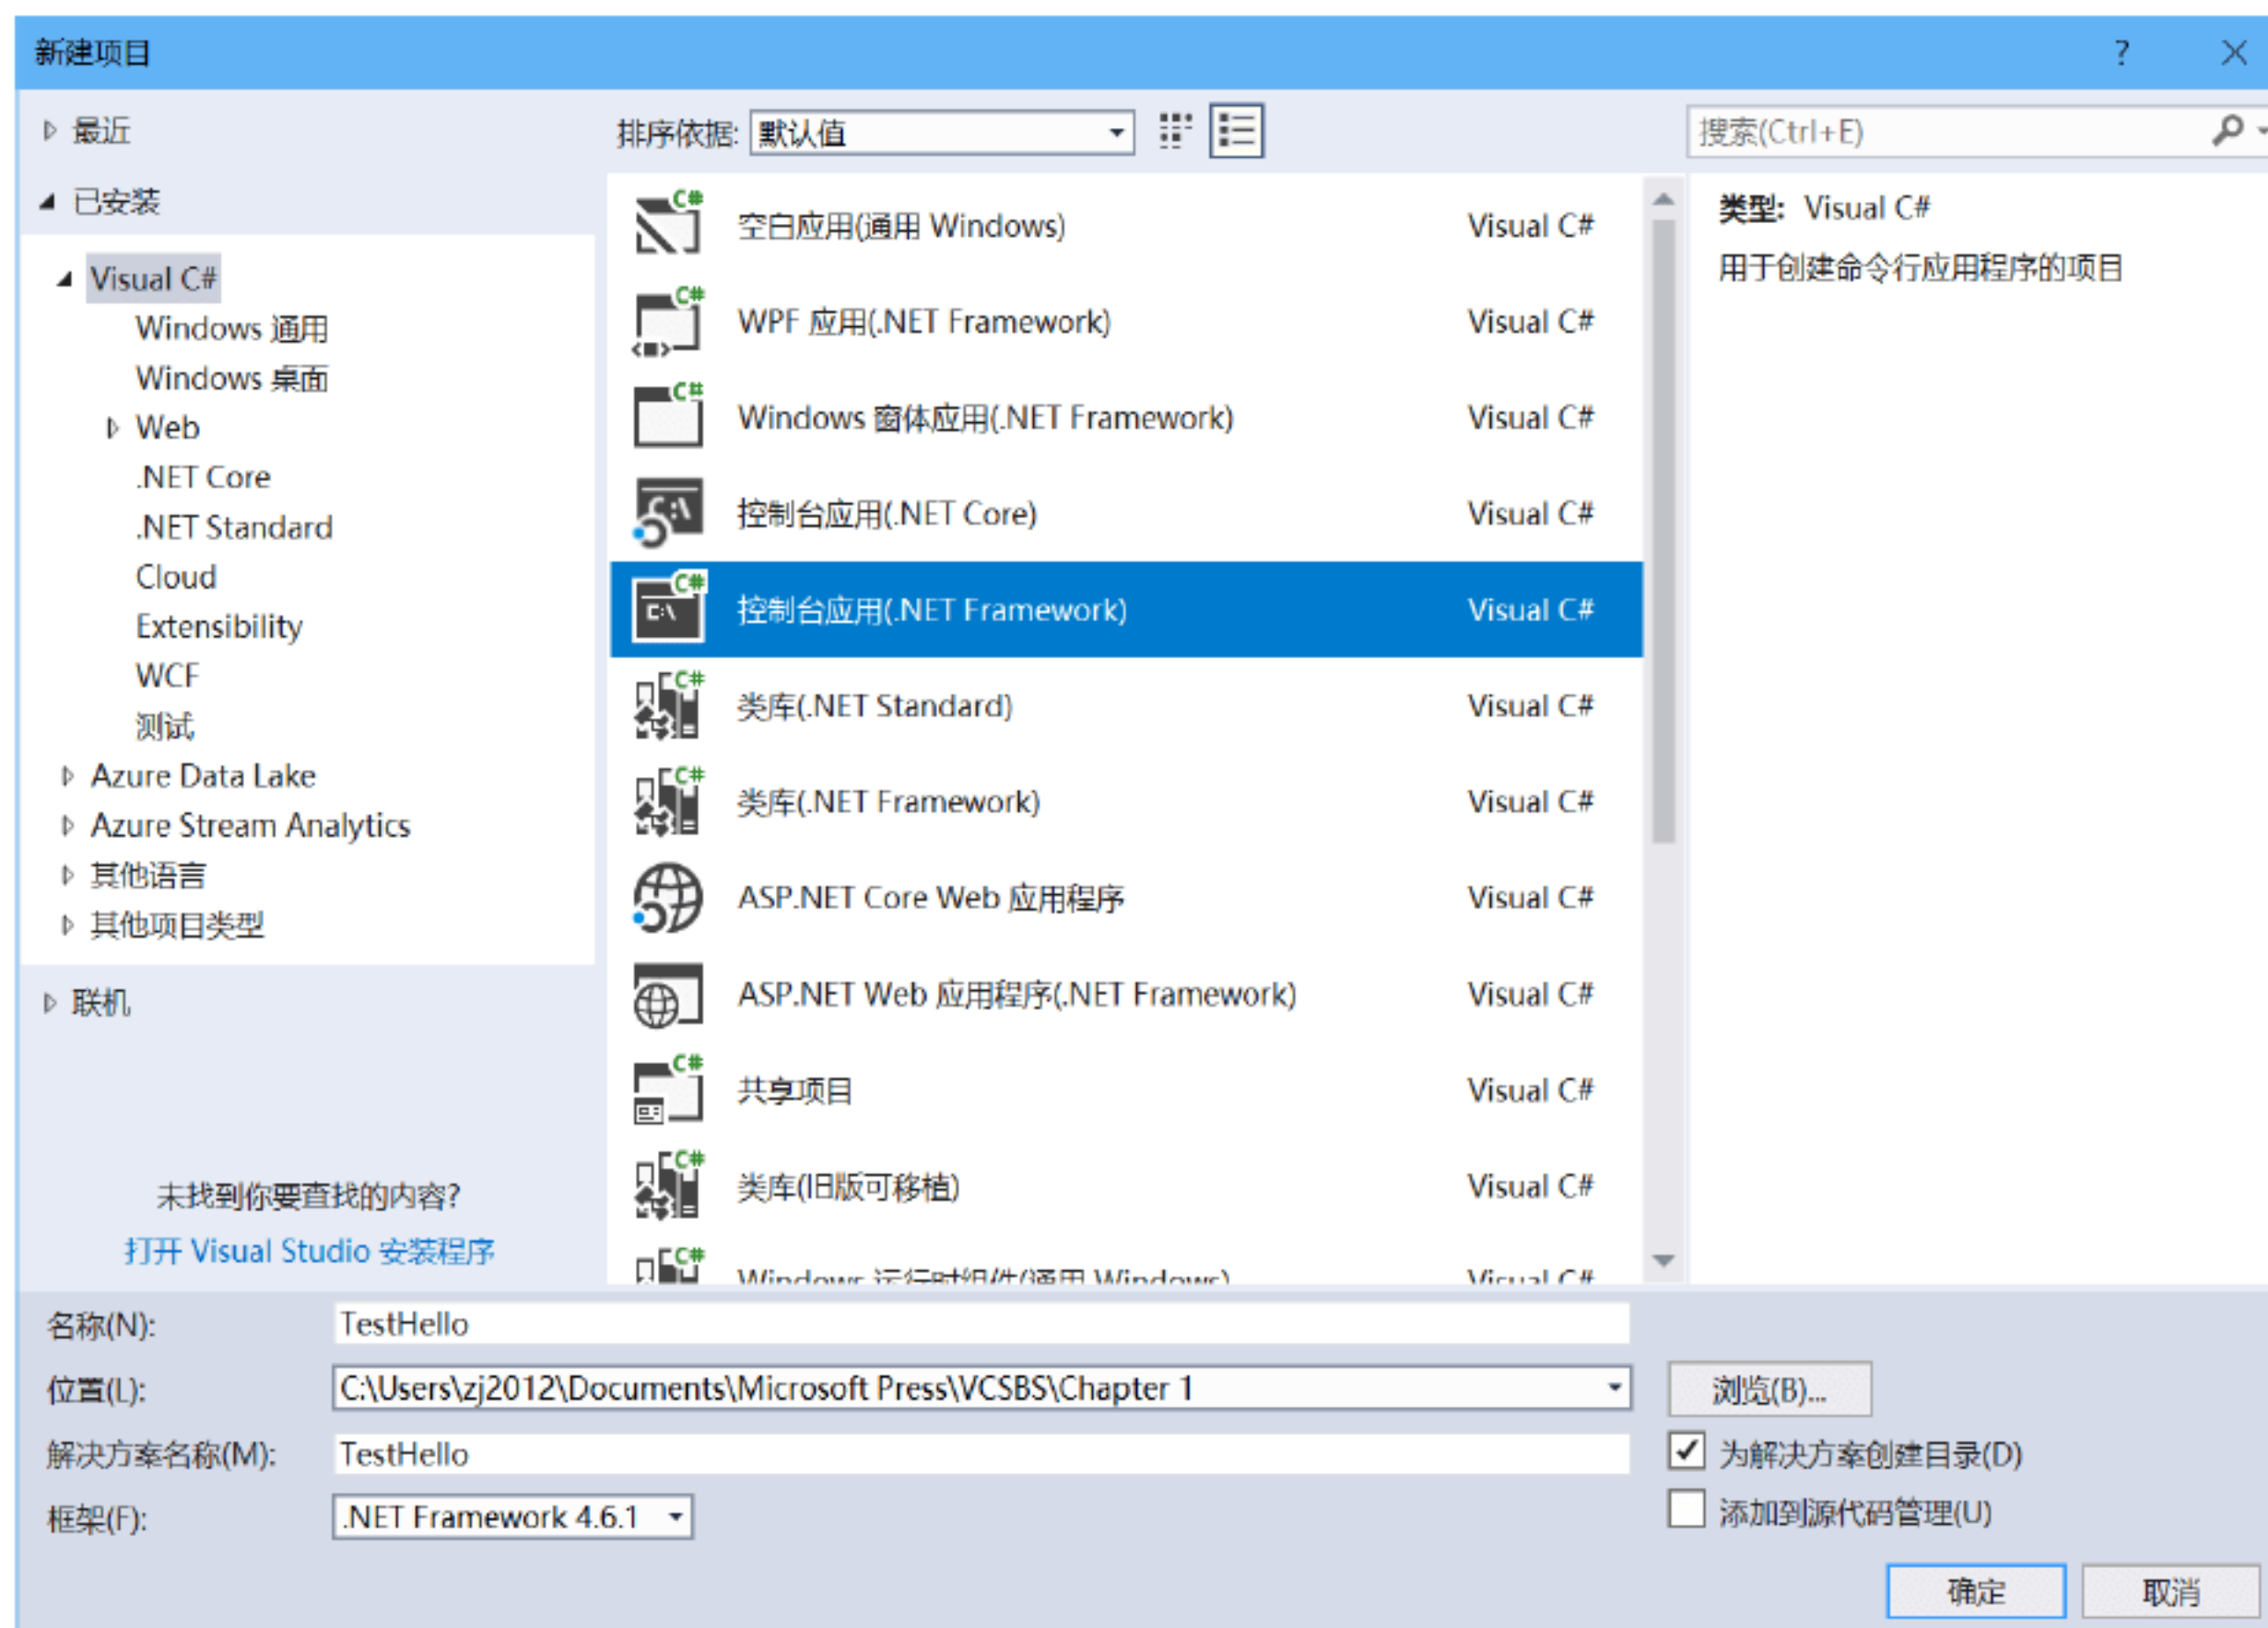 新建项目
最近
已安装
Visual C#
Windows 通用
Windows 桌面
Web
.NET Core
.NET Standard
Cloud
Extensibility
WCF
测试
Azure Data Lake
Azure Stream Analytics
其他语言
其他项目类型
联机
未找到你要查找的内容?
打开 Visual Studio 安装程序
排序依据: 默认值
搜索(Ctrl+E)
空白应用(通用 Windows) Visual C#
WPF 应用(.NET Framework) Visual C#
Windows 窗体应用(.NET Framework) Visual C#
控制台应用(.NET Core) Visual C#
控制台应用(.NET Framework) Visual C#
类库(.NET Standard) Visual C#
类库(.NET Framework) Visual C#
ASP.NET Core Web 应用程序 Visual C#
ASP.NET Web 应用程序(.NET Framework) Visual C#
共享项目 Visual C#
类库(旧版可移植) Visual C#
Windows 运行时组件(通用 Windows) Visual C#
类型: Visual C#
用于创建命令行应用程序的项目
名称(N): TestHello
位置(L): C:\Users\zj2012\Documents\Microsoft Press\VCSBS\Chapter 1
浏览(B)...
解决方案名称(M): TestHello
为解决方案创建目录(D)
框架(F): .NET Framework 4.6.1
添加到源代码管理(U)
确定 取消